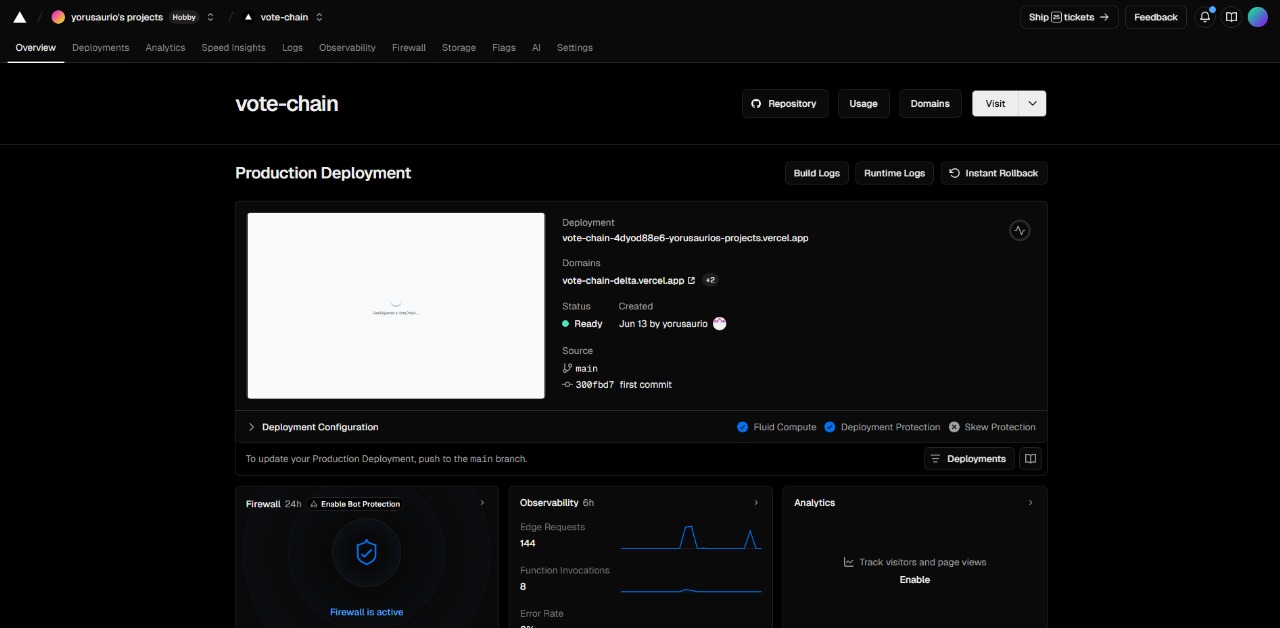 yorusaurio's projects Hobby vote-chain Ship 25 tickets → Feedback
Overview Deployments Analytics Speed Insights Logs Observability Firewall Storage Flags AI Settings
vote-chain
Repository Usage Domains Visit
Production Deployment
Build Logs Runtime Logs Instant Rollback
Deployment
vote-chain-4dyod88e6-yorusaurios-projects.vercel.app
Domains
vote-chain-delta.vercel.app +2
Status Created
Ready Jun 13 by yorusaurio
Source
main
300fbd7 first commit
Deployment Configuration Fluid Compute Deployment Protection Skew Protection
To update your Production Deployment, push to the main branch. Deployments
Firewall 24h Enable Bot Protection
Firewall is active
Observability 6h
Edge Requests
144
Function Invocations
8
Error Rate
Analytics
Track visitors and page views
Enable